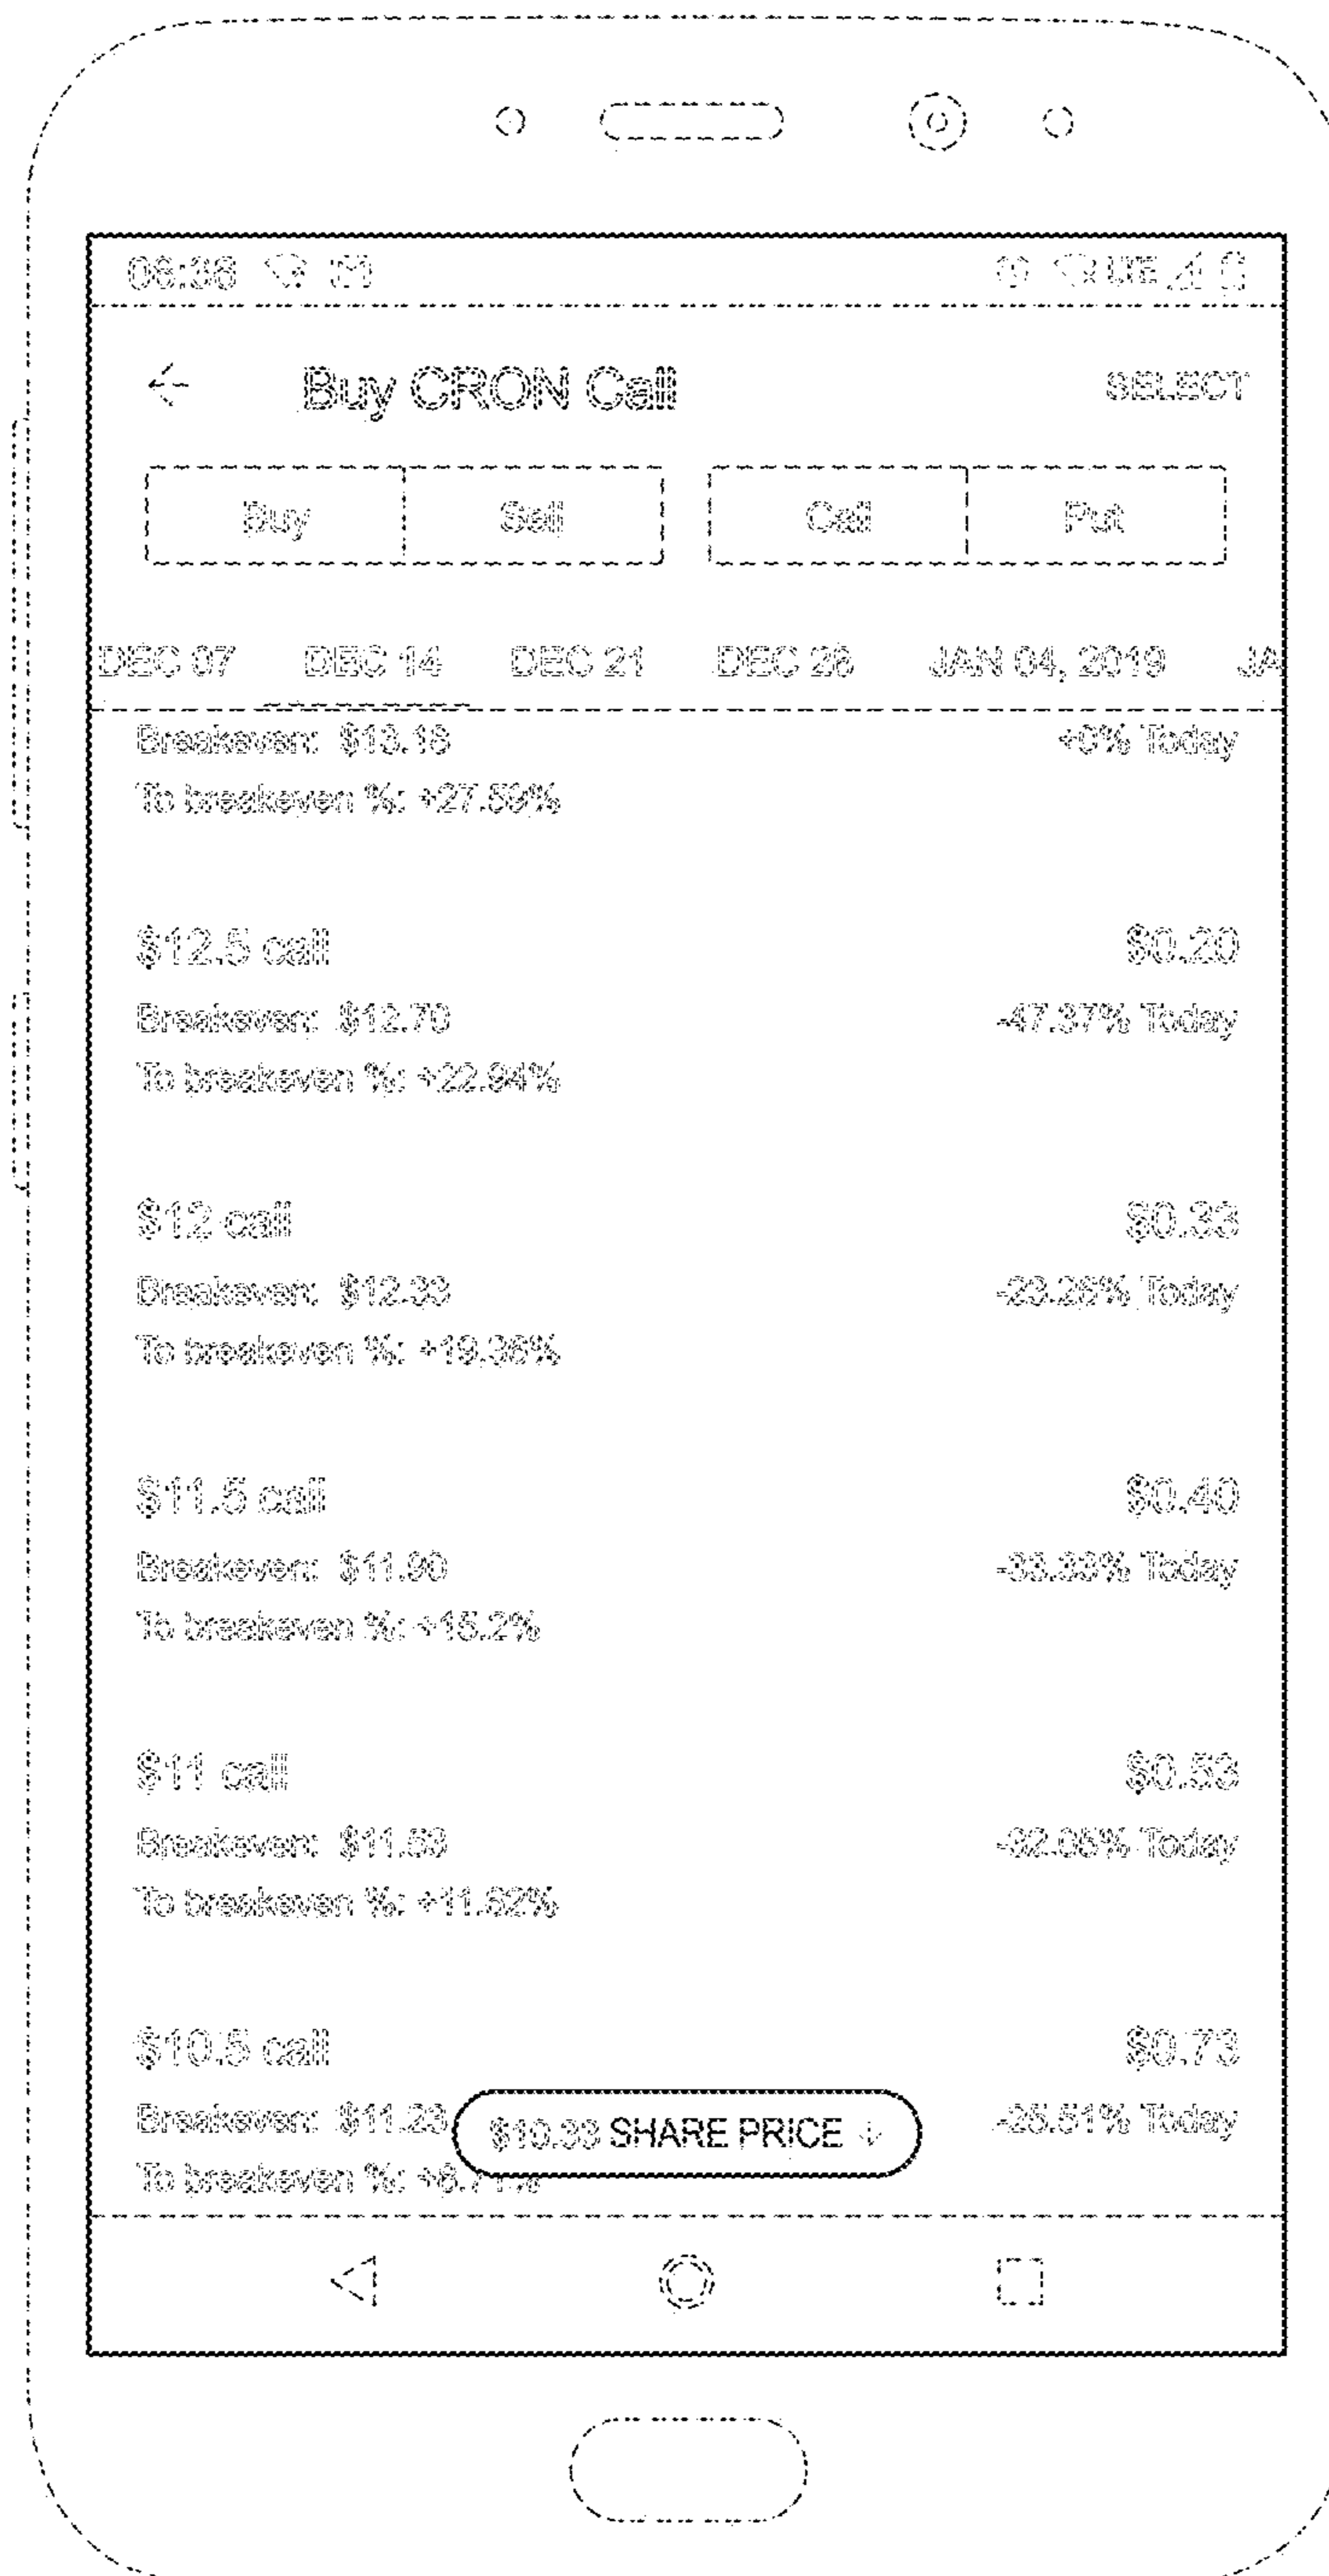 08:36 LTE
Buy CRON Call SELECT
Buy Sell Call Put
DEC 07 DEC 14 DEC 21 DEC 28 JAN 04, 2019 JA
Breakeven: $13.18 +0% Today
To breakeven %: +27.59%
$12.5 call $0.20
Breakeven: $12.70 -47.37% Today
To breakeven %: +22.94%
$12 call $0.33
Breakeven: $12.33 -23.26% Today
To breakeven %: +19.36%
$11.5 call $0.40
Breakeven: $11.90 -33.33% Today
To breakeven %: +15.2%
$11 call $0.53
Breakeven: $11.53 -32.05% Today
To breakeven %: +11.62%
$10.5 call $0.73
Breakeven: $11.23 -25.51% Today
$10.33 SHARE PRICE ↓
To breakeven %: +8.71%